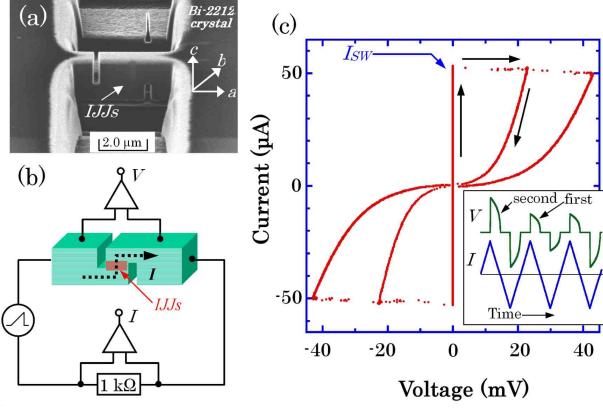 (a)
Bi-2212
crystal
c
b
a
IJJs
2.0 μm
(b)
V
I
IJJs
I
1 kΩ
(c)
I_SW
50
0
-50
Current (μA)
-40
-20
0
20
40
Voltage (mV)
second
first
V
I
Time